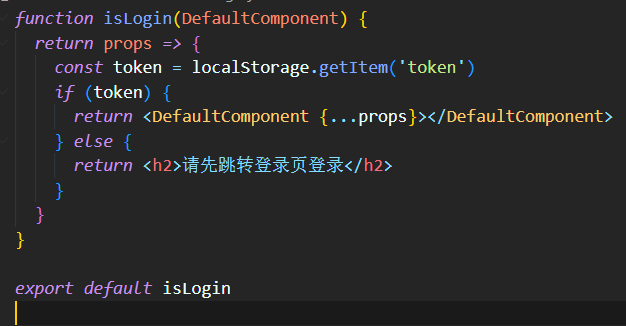 function isLogin(DefaultComponent) {
  return props => {
    const token = localStorage.getItem('token')
    if (token) {
      return <DefaultComponent {...props}></DefaultComponent>
    } else {
      return <h2>请先跳转登录页登录</h2>
    }
  }
}

export default isLogin